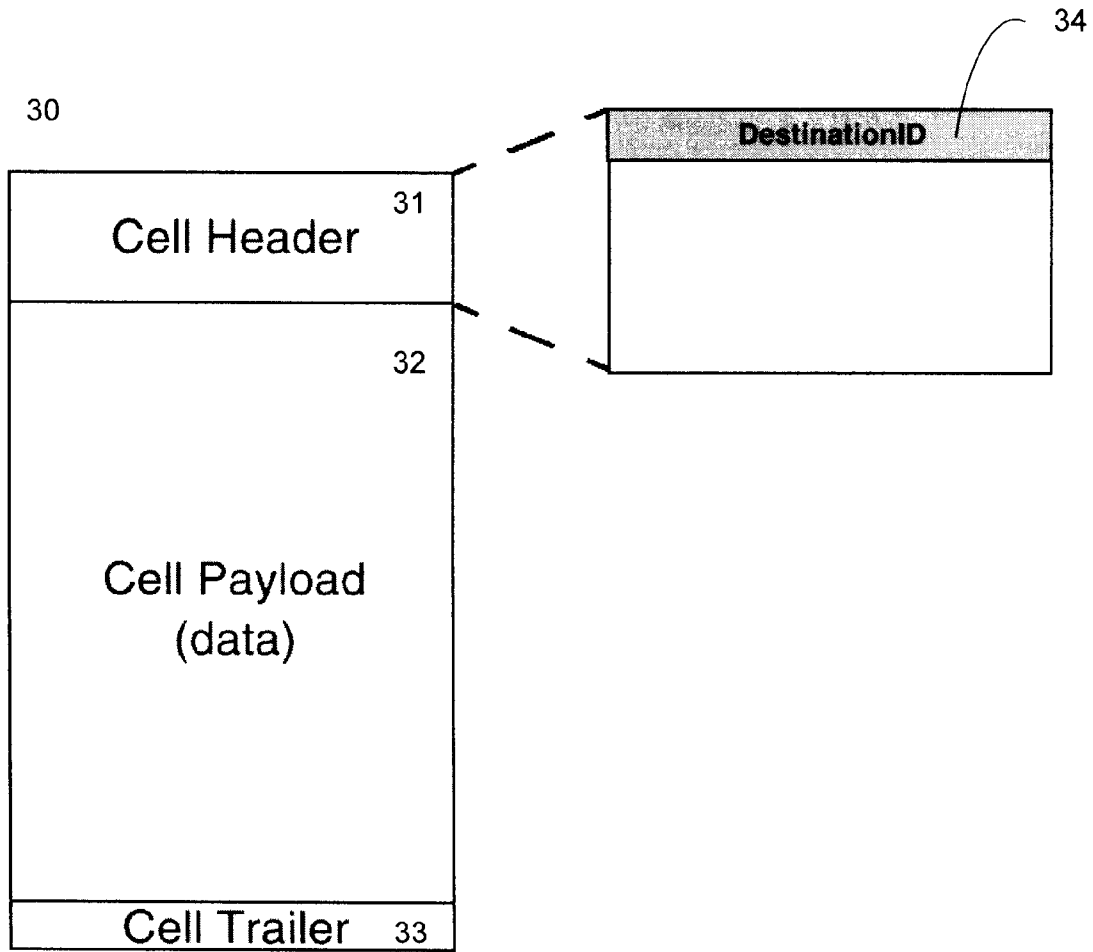 34
30
DestinationID
31
Cell Header
32
Cell Payload
(data)
Cell Trailer 33